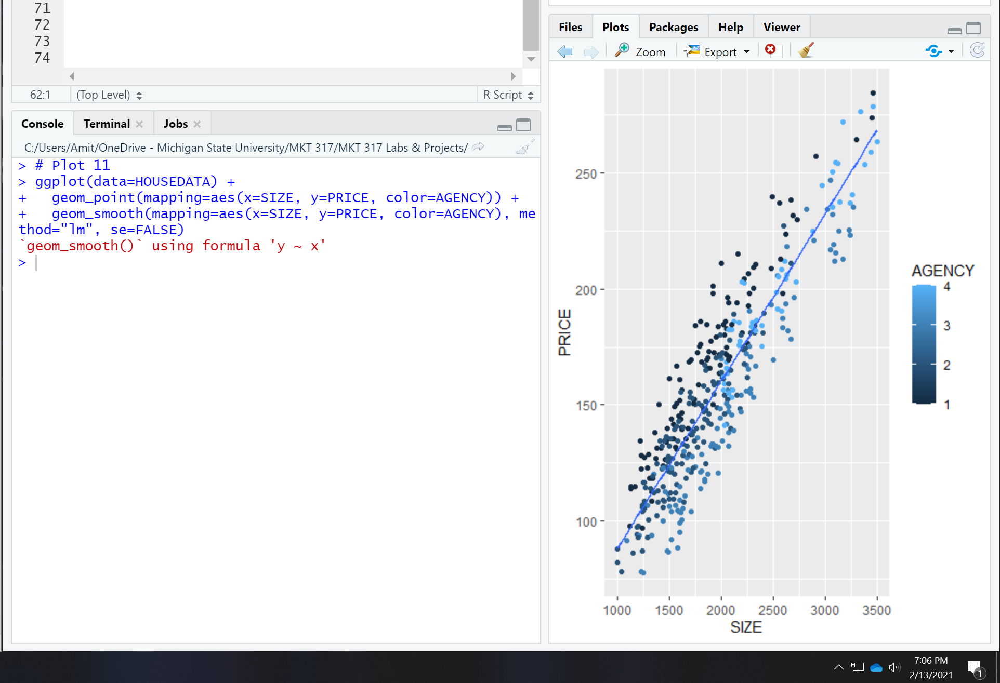 71
72
73
74
62:1 (Top Level) R Script
Console Terminal Jobs
C:/Users/Amit/OneDrive - Michigan State University/MKT 317/MKT 317 Labs & Projects/
> # Plot 11
> ggplot(data=HOUSEDATA) +
+   geom_point(mapping=aes(x=SIZE, y=PRICE, color=AGENCY)) +
+   geom_smooth(mapping=aes(x=SIZE, y=PRICE, color=AGENCY), me
thod="lm", se=FALSE)
`geom_smooth()` using formula 'y ~ x'
>
Files Plots Packages Help Viewer
Zoom Export
250
200
150
100
PRICE
1000 1500 2000 2500 3000 3500
SIZE
AGENCY
4
3
2
1
7:06 PM
2/13/2021
1